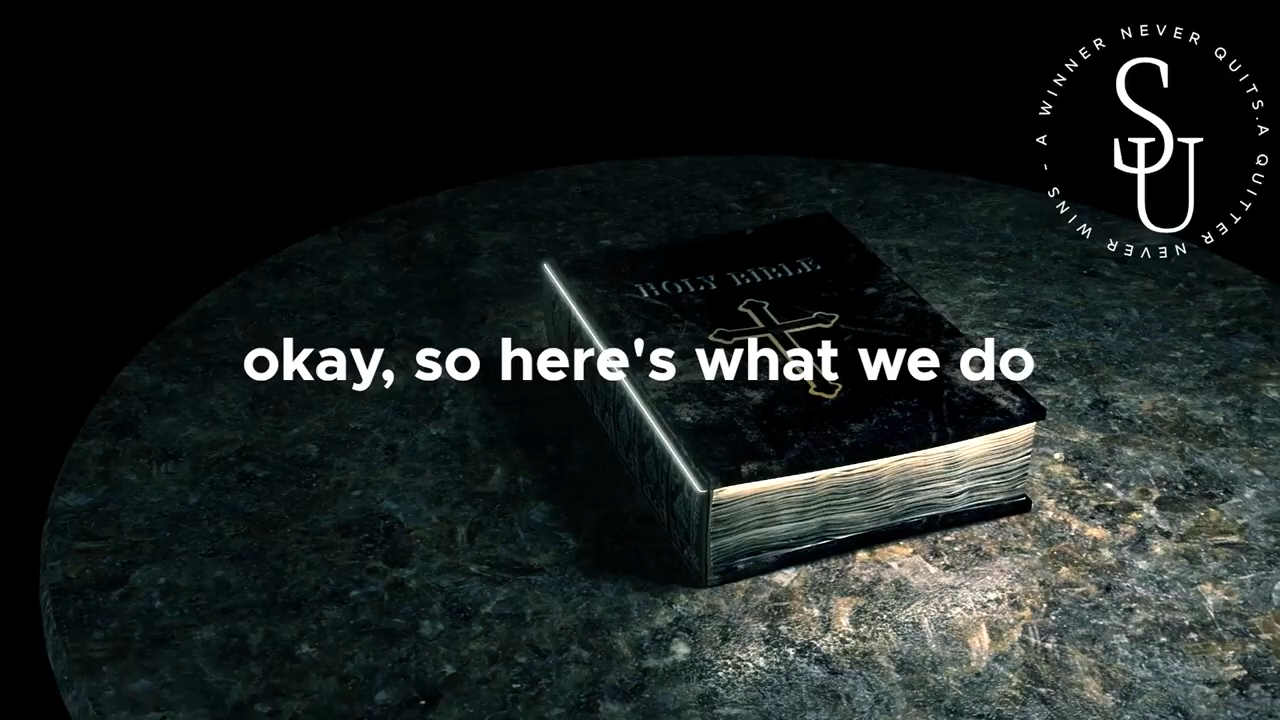 A WINNER NEVER QUITS. A QUITTER NEVER WINS -
SU
HOLY BIBLE
okay, so here's what we do